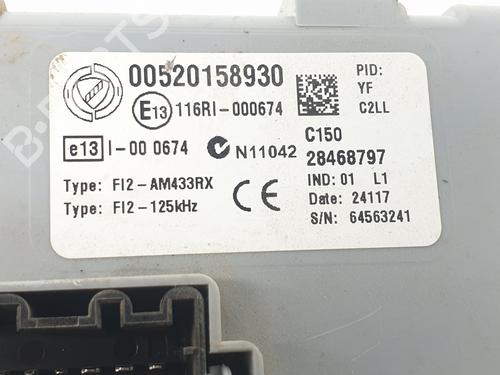 00520158930
E13 116RI-000674
e13 I-00 0674
N11042
Type: FI2-AM433RX
Type: FI2-125kHz
CE
PID:
YF
C2LL
C150
28468797
IND: 01 L1
Date: 24117
S/N: 64563241
B-PARTS